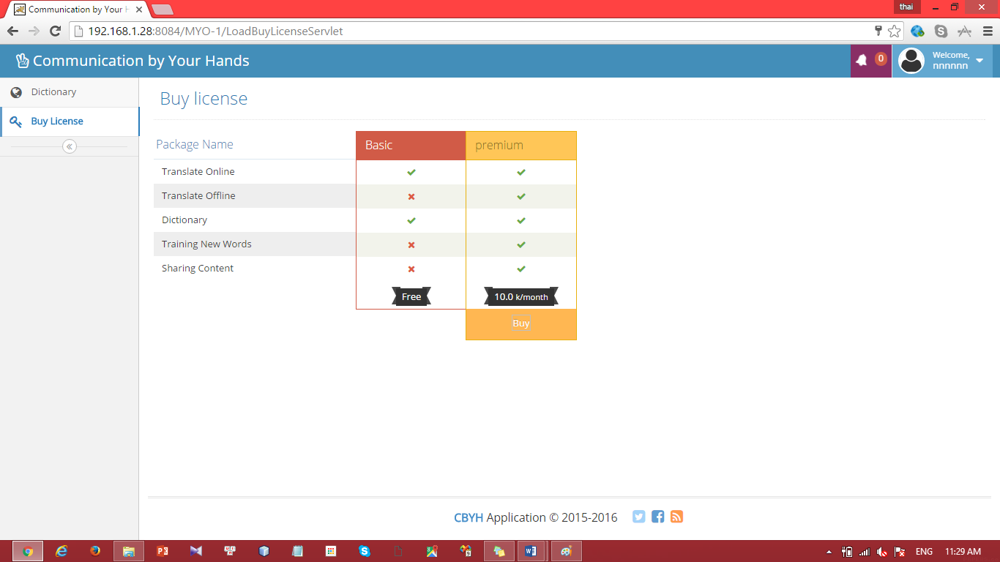 thai
Communication by Your H
192.168.1.28:8084/MYO-1/LoadBuyLicenseServlet
Communication by Your Hands
0
Welcome,
nnnnnn
Dictionary
Buy License
Buy license
Package Name
Basic
premium
Translate Online
Translate Offline
Dictionary
Training New Words
Sharing Content
Free
10.0 k/month
Buy
CBYH Application © 2015-2016
ENG
11:29 AM